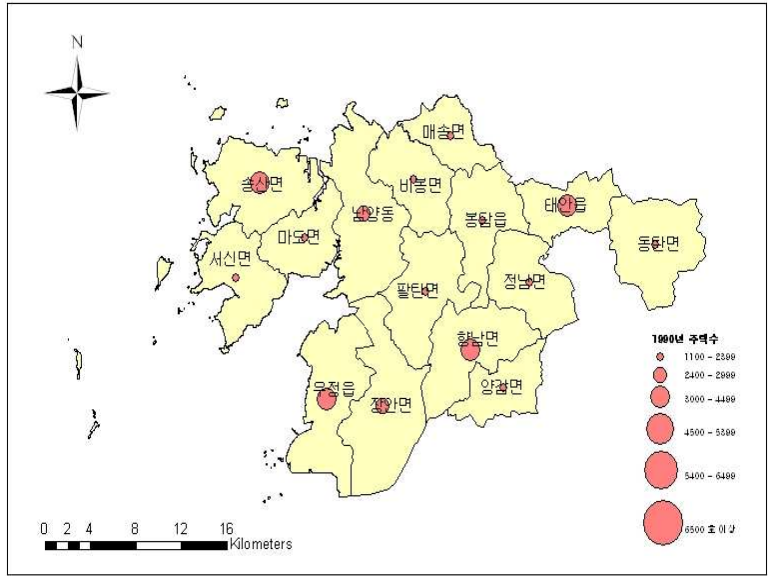 N
매송면
비봉면
송산면
남양동
봉담읍
태안읍
마도면
동탄면
서신면
정남면
팔탄면
향남면
우정읍
장안면
양감면
1990년 주택수
1100 - 2399
2400 - 2999
3000 - 4499
4500 - 5399
5400 - 6499
6500 호 이상
0 2 4 8 12 16
Kilometers